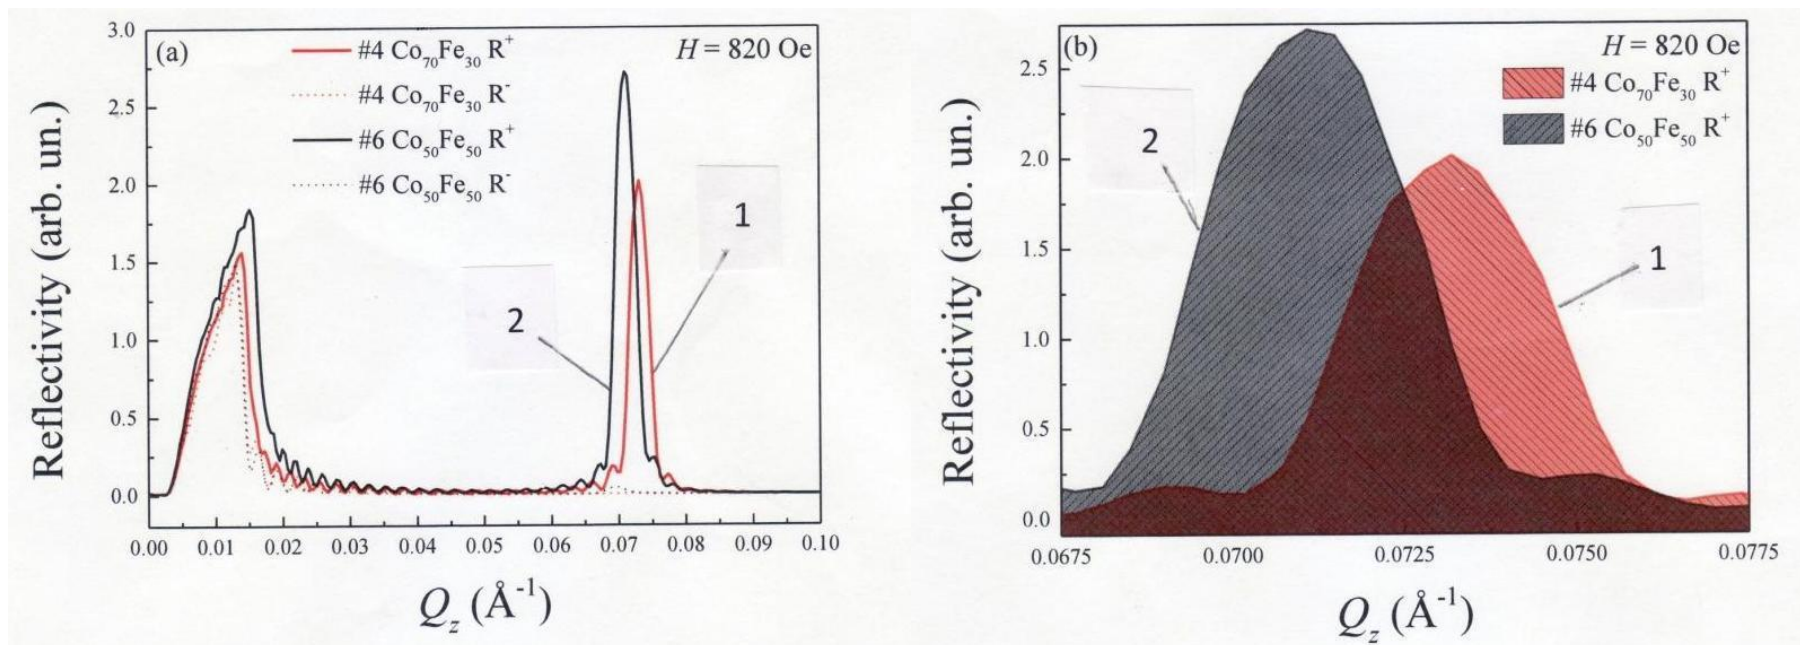 (a)
H = 820 Oe
#4 Co₇₀Fe₃₀ R⁺
#4 Co₇₀Fe₃₀ R⁻
#6 Co₅₀Fe₅₀ R⁺
#6 Co₅₀Fe₅₀ R⁻
3.0
2.5
2.0
1.5
1.0
0.5
0.0
Reflectivity (arb. un.)
1
2
0.00 0.01 0.02 0.03 0.04 0.05 0.06 0.07 0.08 0.09 0.10
Q_z (Å⁻¹)
(b)
H = 820 Oe
#4 Co₇₀Fe₃₀ R⁺
#6 Co₅₀Fe₅₀ R⁺
2.5
2.0
1.5
1.0
0.5
0.0
Reflectivity (arb. un.)
2
1
0.0675 0.0700 0.0725 0.0750 0.0775
Q_z (Å⁻¹)